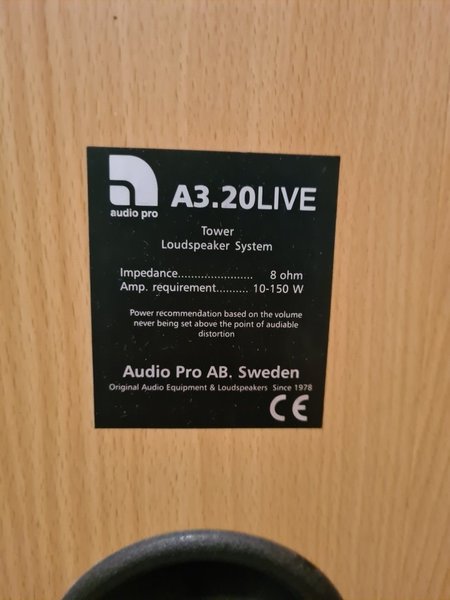 audio pro
A3.20LIVE
Tower
Loudspeaker System
Impedance....................... 8 ohm
Amp. requirement.......... 10-150 W
Power recommendation based on the volume
never being set above the point of audiable
distortion
Audio Pro AB. Sweden
Original Audio Equipment & Loudspeakers Since 1978
CE